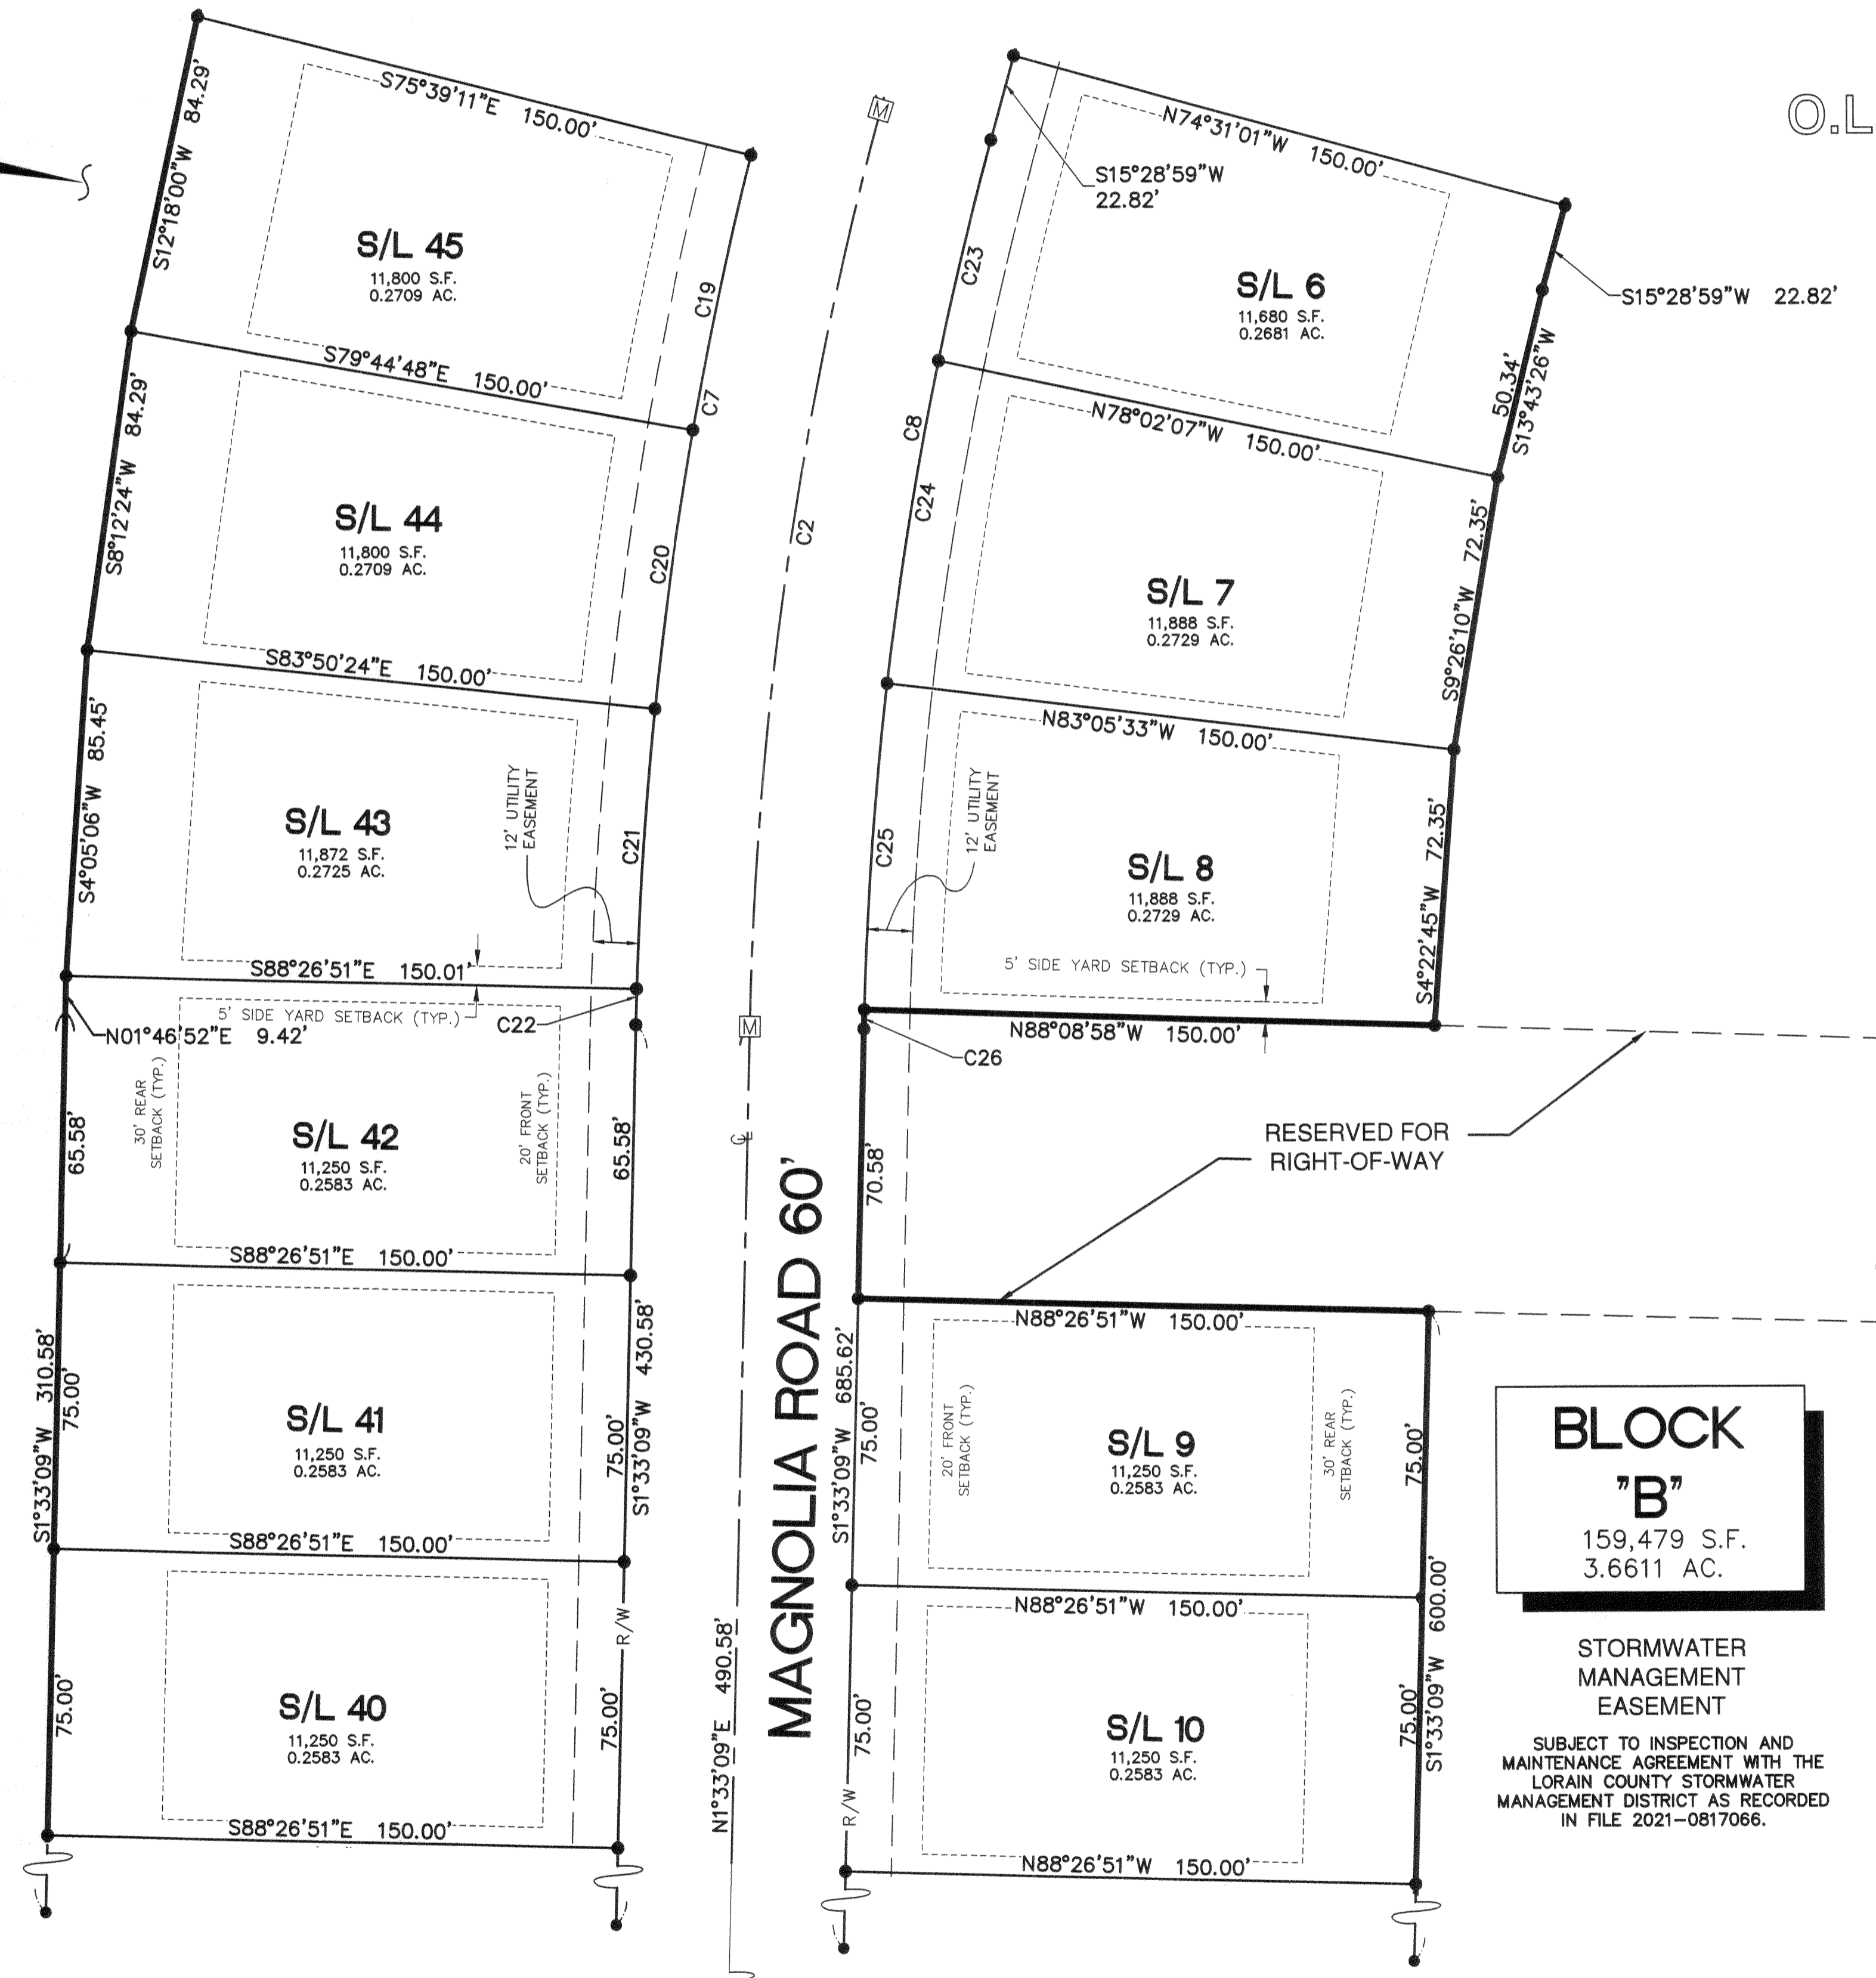 S12°18'00"W 84.29'
S75°39'11"E 150.00'
S/L 45
11,800 S.F.
0.2709 AC.
C19
C7
S79°44'48"E 150.00'
S8°12'24"W 84.29'
S/L 44
11,800 S.F.
0.2709 AC.
C20
S83°50'24"E 150.00'
S4°05'06"W 85.45'
S/L 43
11,872 S.F.
0.2725 AC.
12' UTILITY
EASEMENT
C21
S88°26'51"E 150.01'
5' SIDE YARD SETBACK (TYP.)
C22
N01°46'52"E 9.42'
65.58'
30' REAR
SETBACK (TYP.)
S/L 42
11,250 S.F.
0.2583 AC.
20' FRONT
SETBACK (TYP.)
65.58'
S88°26'51"E 150.00'
S1°33'09"W 310.58'
75.00'
S/L 41
11,250 S.F.
0.2583 AC.
75.00'
S1°33'09"W 430.58'
S88°26'51"E 150.00'
75.00'
S/L 40
11,250 S.F.
0.2583 AC.
R/W
75.00'
S88°26'51"E 150.00'
M
C2
M
MAGNOLIA ROAD 60'
N1°33'09"E 490.58'
O.L
N74°31'01"W 150.00'
S15°28'59"W
22.82'
C23
S/L 6
11,680 S.F.
0.2681 AC.
S15°28'59"W 22.82'
S13°43'26"W
50.34'
N78°02'07"W 150.00'
C8
C24
S/L 7
11,888 S.F.
0.2729 AC.
S9°26'10"W 72.35'
N83°05'33"W 150.00'
12' UTILITY
EASEMENT
C25
S/L 8
11,888 S.F.
0.2729 AC.
S4°22'45"W 72.35'
5' SIDE YARD SETBACK (TYP.)
N88°08'58"W 150.00'
C26
RESERVED FOR
RIGHT-OF-WAY
70.58'
N88°26'51"W 150.00'
S1°33'09"W 685.62'
75.00'
20' FRONT
SETBACK (TYP.)
S/L 9
11,250 S.F.
0.2583 AC.
30' REAR
SETBACK (TYP.)
75.00'
N88°26'51"W 150.00'
75.00'
R/W
S/L 10
11,250 S.F.
0.2583 AC.
75.00'
S1°33'09"W 600.00'
N88°26'51"W 150.00'
BLOCK
"B"
159,479 S.F.
3.6611 AC.
STORMWATER
MANAGEMENT
EASEMENT
SUBJECT TO INSPECTION AND
MAINTENANCE AGREEMENT WITH THE
LORAIN COUNTY STORMWATER
MANAGEMENT DISTRICT AS RECORDED
IN FILE 2021-0817066.